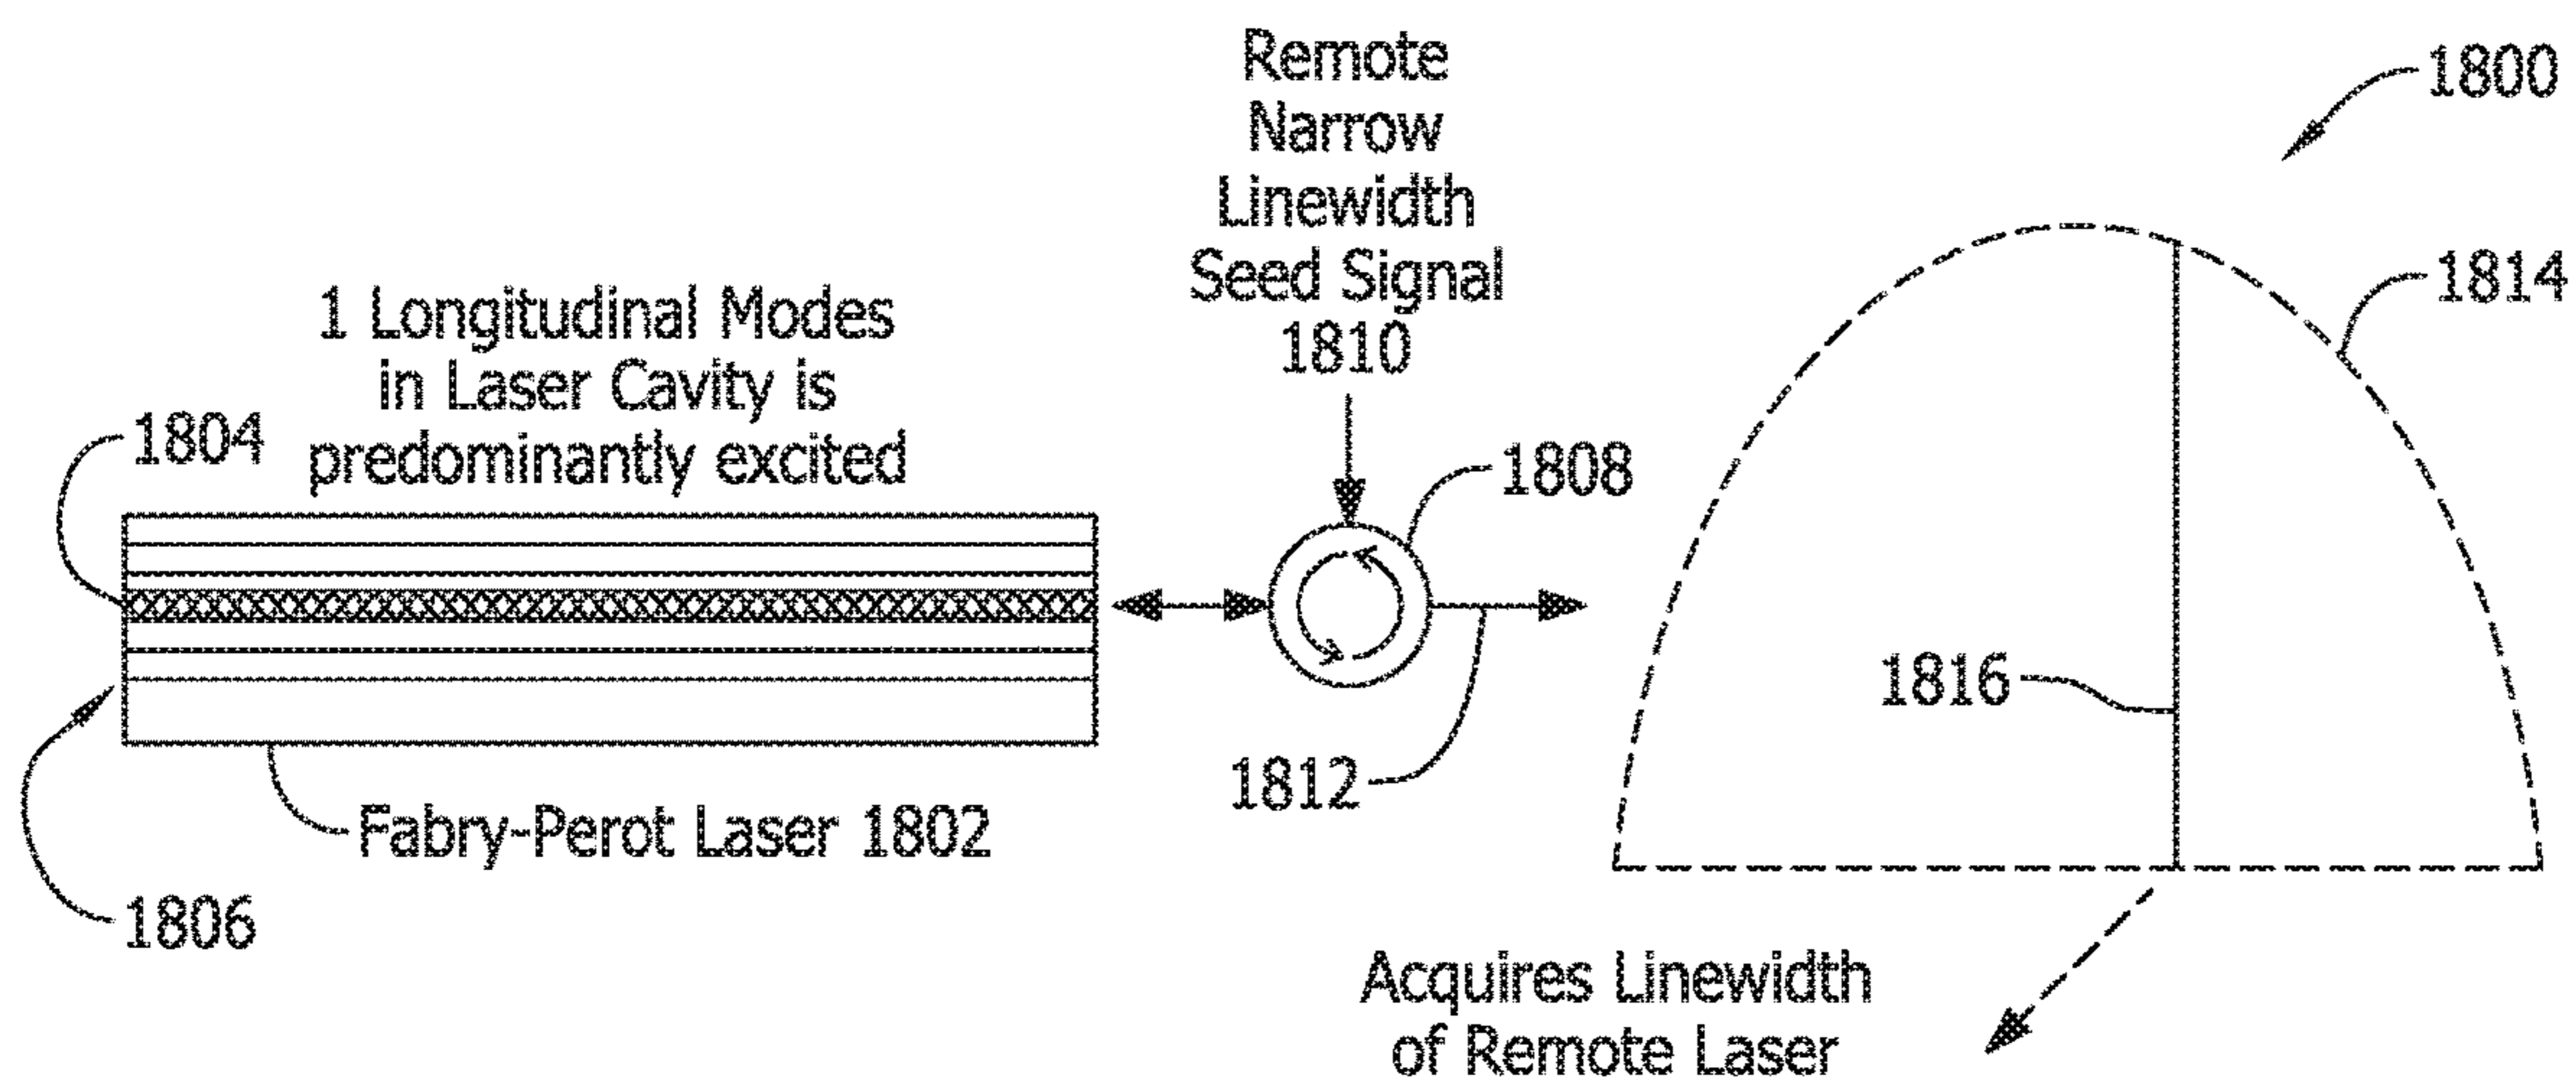 Remote
Narrow
Linewidth
Seed Signal
1810
1800
1814
1 Longitudinal Modes
in Laser Cavity is
predominantly excited
1804
1808
1816
1812
Fabry-Perot Laser 1802
1806
Acquires Linewidth
of Remote Laser